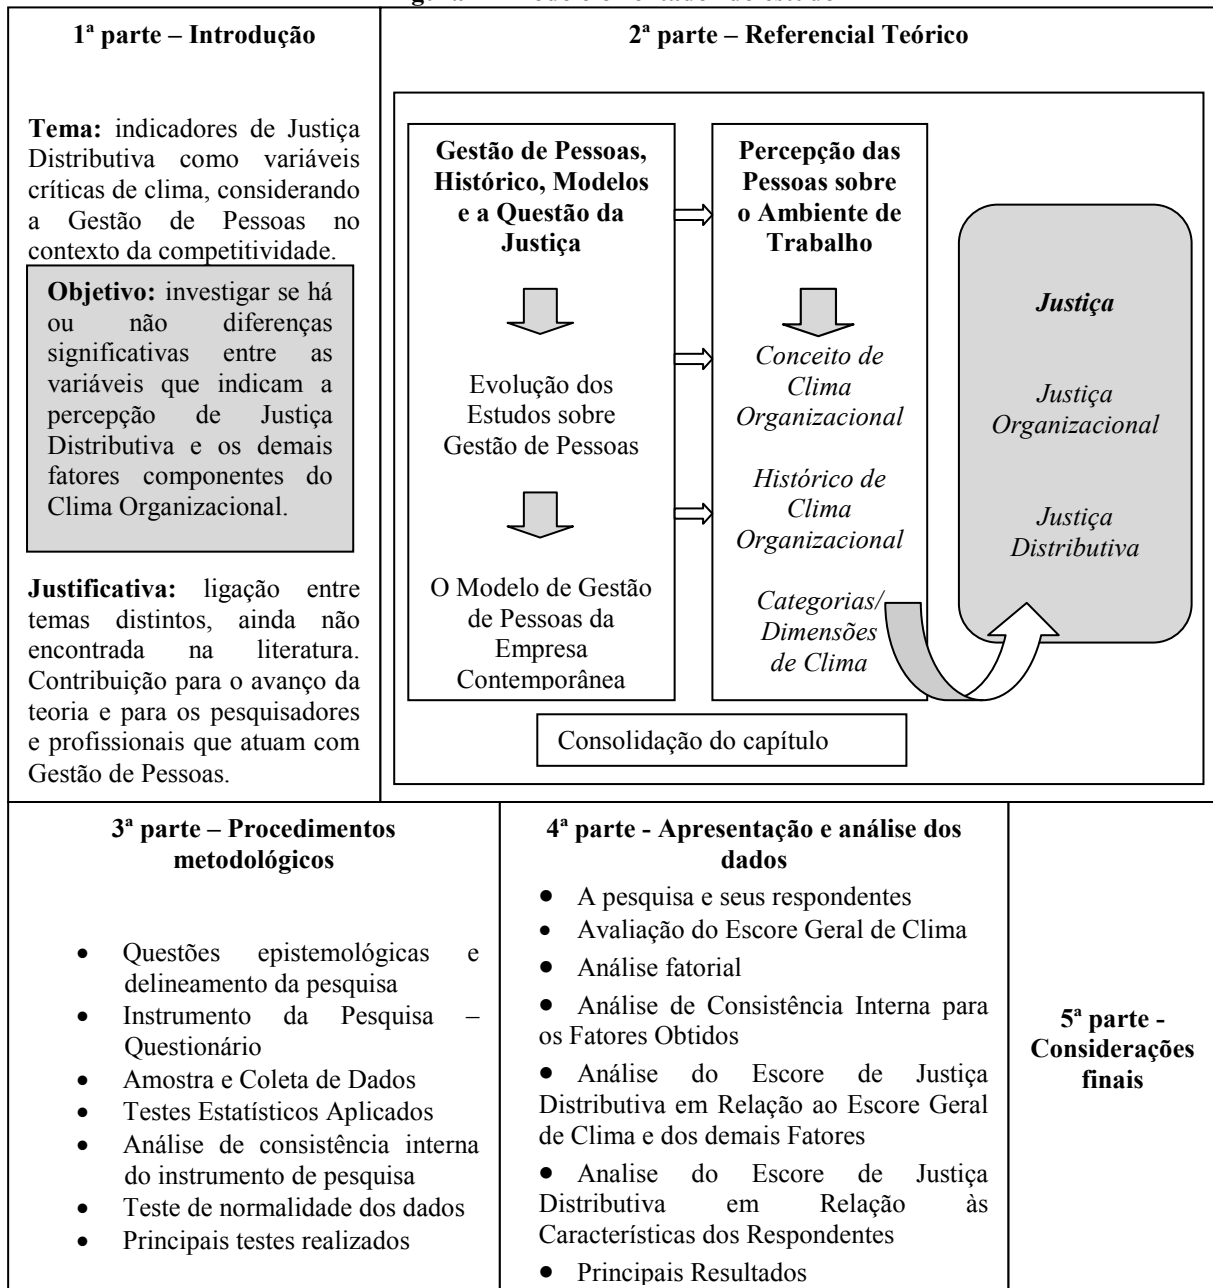 1ª parte – Introdução
Tema: indicadores de Justiça
Distributiva como variáveis
críticas de clima, considerando
a Gestão de Pessoas no
contexto da competitividade.
Objetivo: investigar se há
ou não diferenças
significativas entre as
variáveis que indicam a
percepção de Justiça
Distributiva e os demais
fatores componentes do
Clima Organizacional.
Justificativa: ligação entre
temas distintos, ainda não
encontrada na literatura.
Contribuição para o avanço da
teoria e para os pesquisadores
e profissionais que atuam com
Gestão de Pessoas.
2ª parte – Referencial Teórico
Gestão de Pessoas,
Histórico, Modelos
e a Questão da
Justiça
Evolução dos
Estudos sobre
Gestão de Pessoas
O Modelo de Gestão
de Pessoas da
Empresa
Contemporânea
Percepção das
Pessoas sobre
o Ambiente de
Trabalho
Conceito de
Clima
Organizacional
Histórico de
Clima
Organizacional
Categorias/
Dimensões
de Clima
Justiça
Justiça
Organizacional
Justiça
Distributiva
Consolidação do capítulo
3ª parte – Procedimentos
metodológicos
• Questões epistemológicas e
delineamento da pesquisa
• Instrumento da Pesquisa –
Questionário
• Amostra e Coleta de Dados
• Testes Estatísticos Aplicados
• Análise de consistência interna
do instrumento de pesquisa
• Teste de normalidade dos dados
• Principais testes realizados
4ª parte - Apresentação e análise dos
dados
• A pesquisa e seus respondentes
• Avaliação do Escore Geral de Clima
• Análise fatorial
• Análise de Consistência Interna para
os Fatores Obtidos
• Análise do Escore de Justiça
Distributiva em Relação ao Escore Geral
de Clima e dos demais Fatores
• Analise do Escore de Justiça
Distributiva em Relação às
Características dos Respondentes
• Principais Resultados
5ª parte -
Considerações
finais